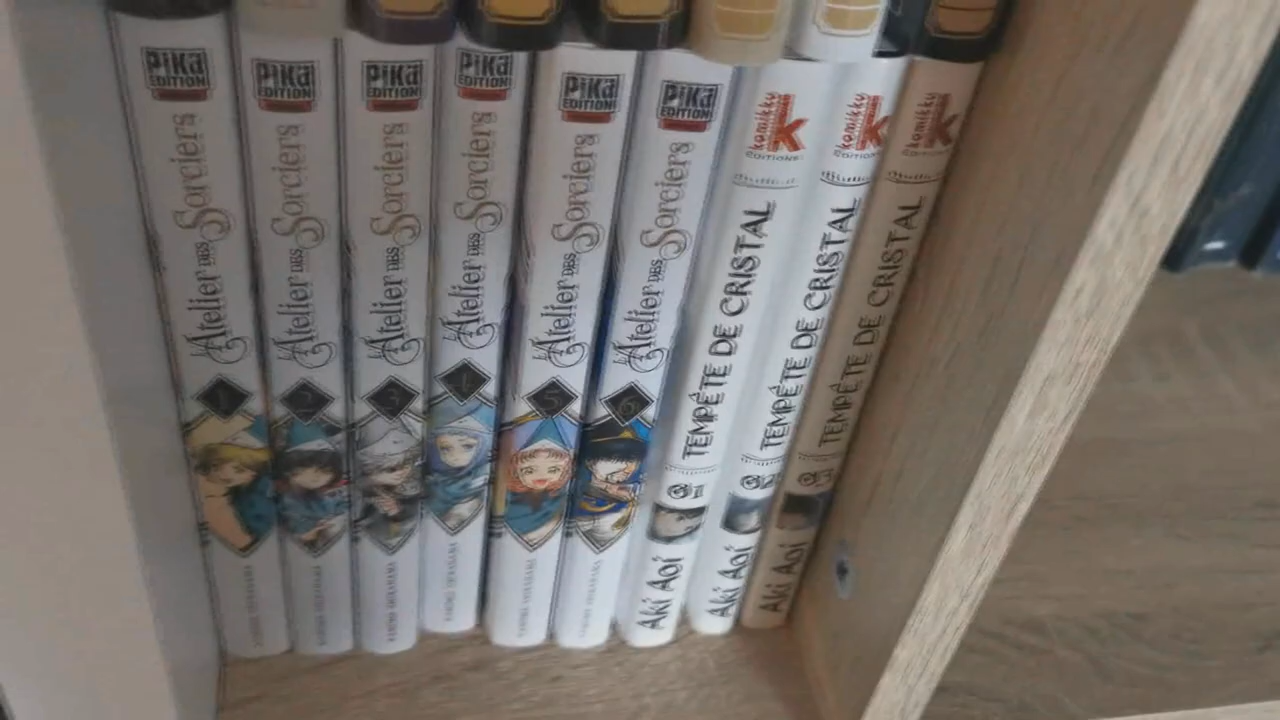 PIKA EDITION
L'Atelier DES Sorciers
1
PIKA EDITION
L'Atelier DES Sorciers
2
PIKA EDITION
L'Atelier DES Sorciers
3
PIKA EDITION
L'Atelier DES Sorciers
4
PIKA EDITION
L'Atelier DES Sorciers
5
PIKA EDITION
L'Atelier DES Sorciers
6
komikku
K
EDITIONS
TEMPÊTE DE CRISTAL
Aki Aoi
komikku
K
EDITIONS
TEMPÊTE DE CRISTAL
Aki Aoi
komikku
K
EDITIONS
TEMPÊTE DE CRISTAL
Aki Aoi